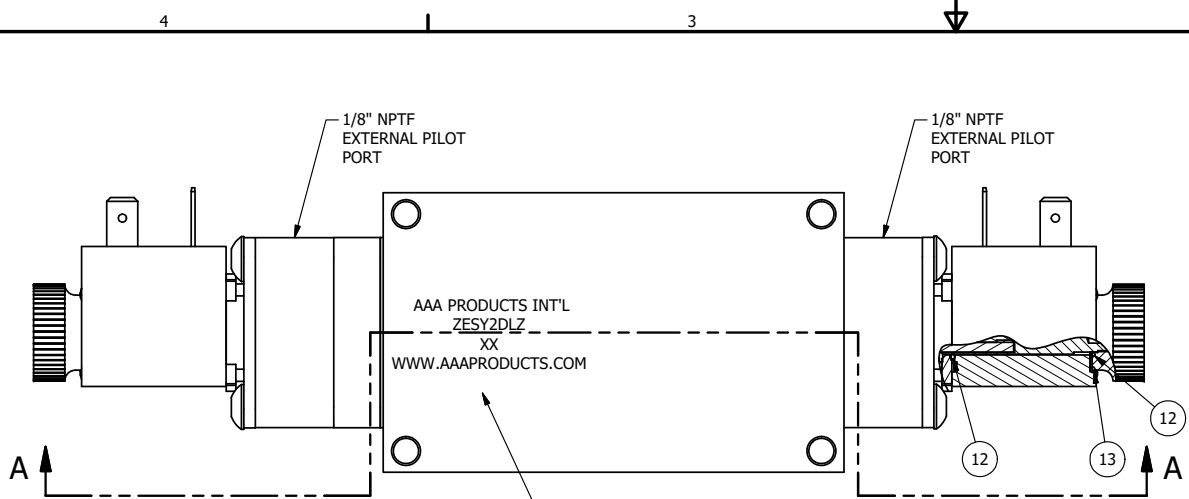 4
3
1/8" NPTF
EXTERNAL PILOT
PORT
1/8" NPTF
EXTERNAL PILOT
PORT
AAA PRODUCTS INT'L
ZESY2DLZ
XX
WWW.AAAPRODUCTS.COM
12
12
13
A
A